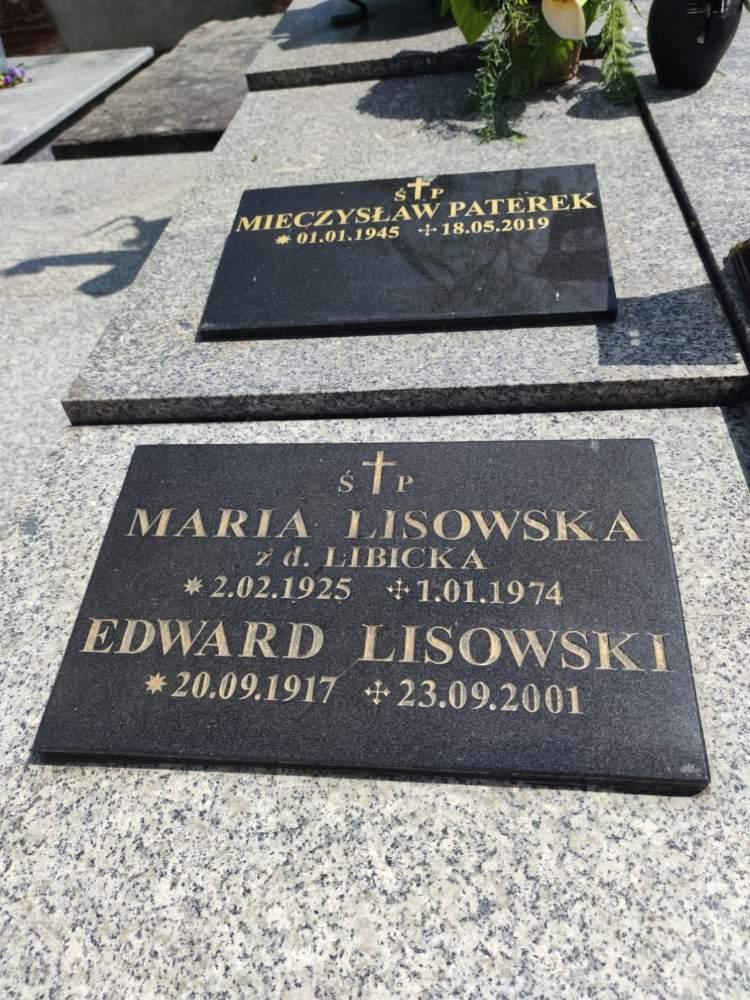 Ś P
MIECZYSŁAW PATEREK
01.01.1945 18.05.2019
Ś P
MARIA LISOWSKA
z d. LIBICKA
2.02.1925 1.01.1974
EDWARD LISOWSKI
20.09.1917 23.09.2001